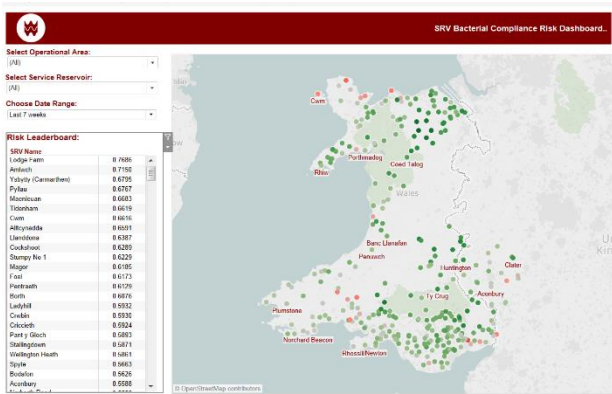 SRV Bacterial Compliance Risk Dashboard..
Select Operational Area:
(All)
Select Service Reservoir:
(All)
Choose Date Range:
Last 7 weeks
Risk Leaderboard:
SRV Name
Lodge Farm 0.7686
Amlwch 0.7150
Ysbyty (Carmarthen) 0.6795
Pyllau 0.6767
Maenieuan 0.6683
Tidenham 0.6619
Cwm 0.6616
Alltcynedda 0.6591
Llanddona 0.6387
Cockshoot 0.6289
Stumpy No 1 0.6229
Magor 0.6185
Foel 0.6173
Pentraeth 0.6129
Borth 0.6076
Ladyhill 0.5932
Crebin 0.5930
Criccieth 0.5924
Pant y Gloch 0.5893
Stallingdown 0.5871
Wellington Heath 0.5861
Spyte 0.5663
Bodafon 0.5626
Aconbury 0.5588
Cwm
Porthmadog
Rhiw
Coed Talog
Wales
Banc Llanafan
Penuwch
Huntington
Clater
Ty Crug
Aconbury
Plumstone
Norchard Beacon
Rhossili
Newton
© OpenStreetMap contributors